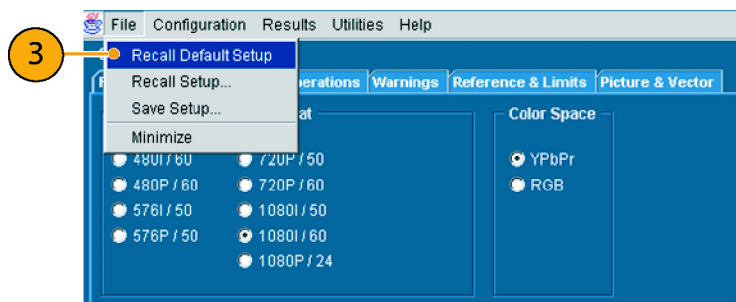 File Configuration Results Utilities Help
3
Recall Default Setup
Recall Setup...
Save Setup...
Minimize
Warnings Reference & Limits Picture & Vector
Color Space
480I / 60 720P / 50 YPbPr
480P / 60 720P / 60 RGB
576I / 50 1080I / 50
576P / 50 1080I / 60
1080P / 24